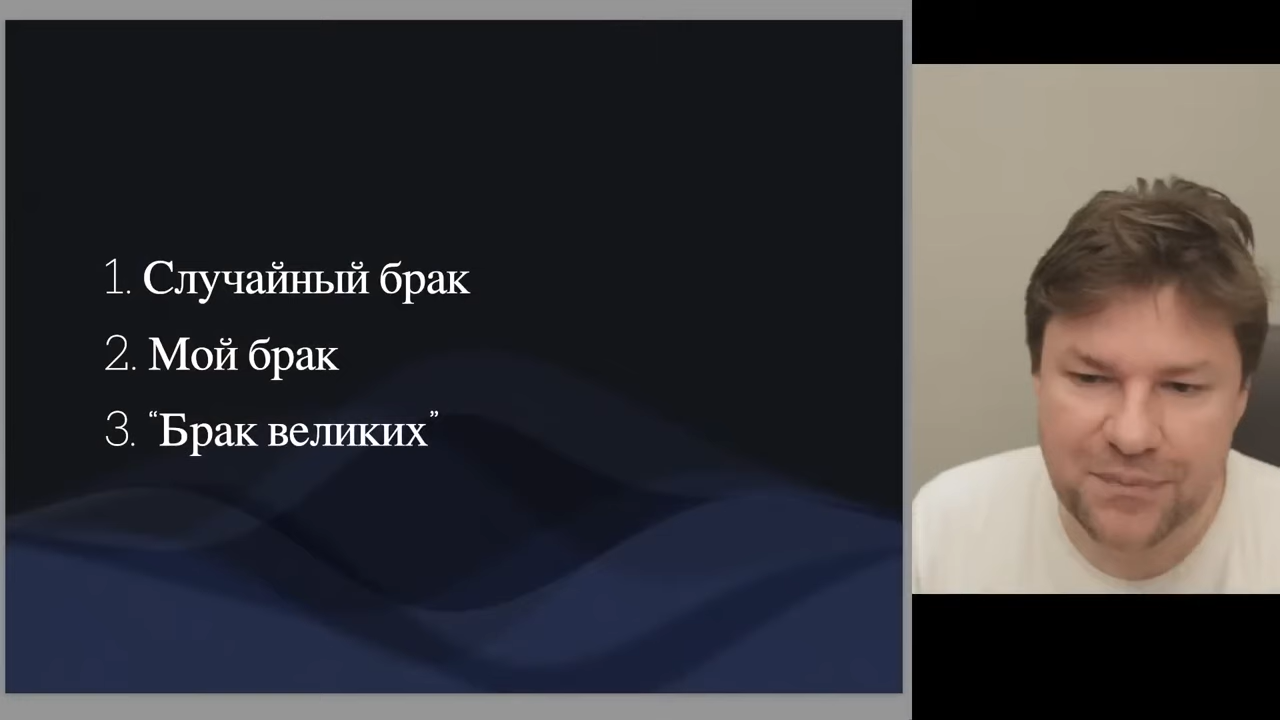 1. Случайный брак
2. Мой брак
3. “Брак великих”